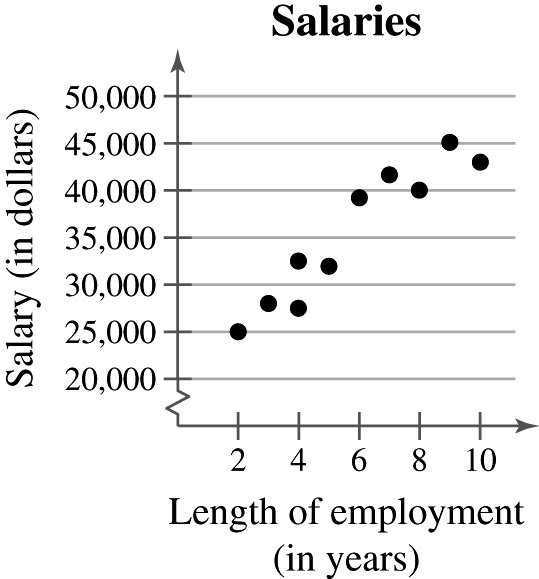 Salaries
Salary (in dollars)
50,000
45,000
40,000
35,000
30,000
25,000
20,000
2 4 6 8 10
Length of employment
(in years)